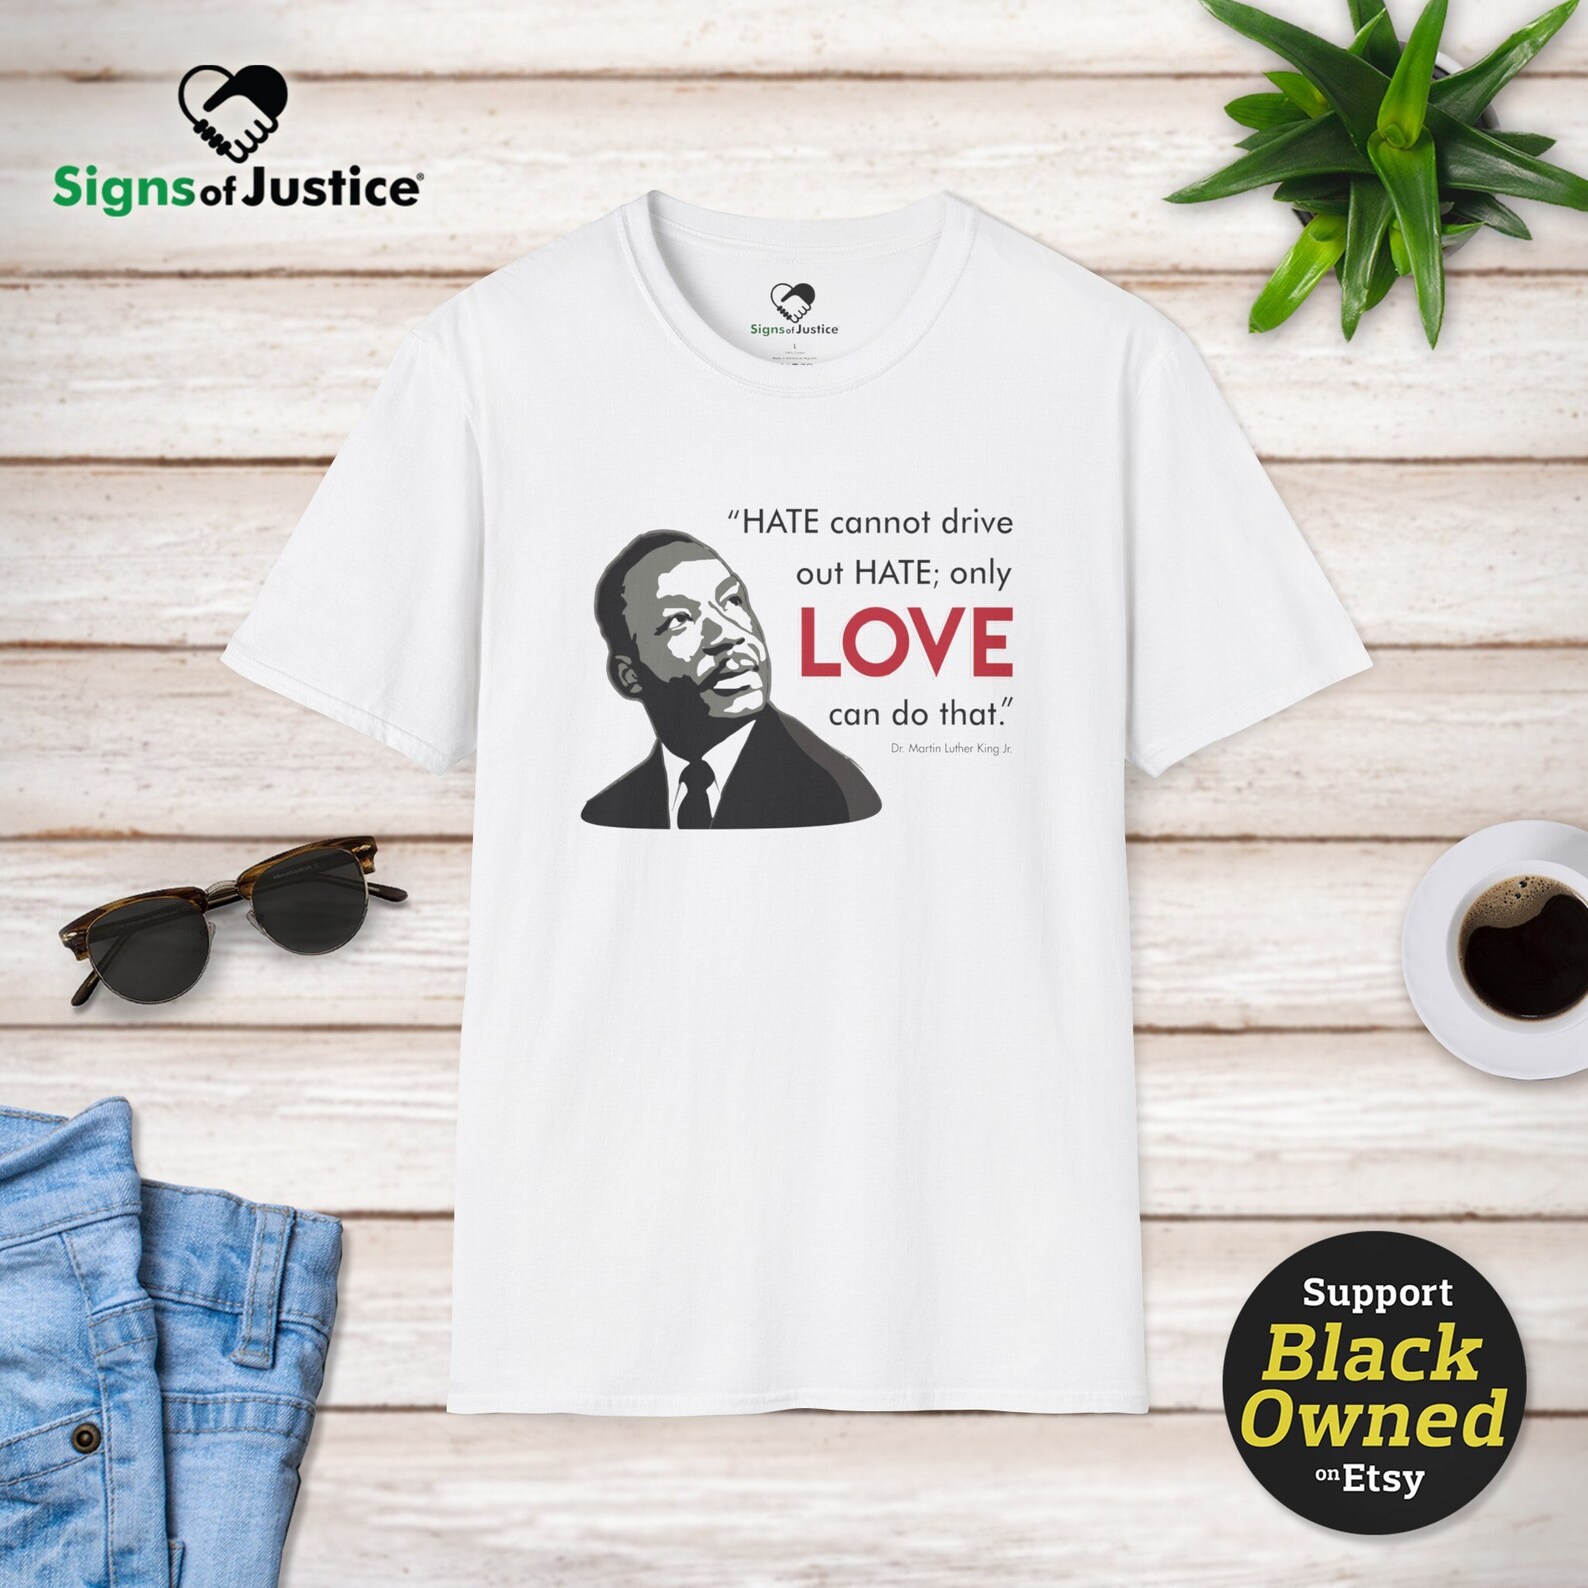 Signs of Justice®
Signs of Justice
L
"HATE cannot drive
out HATE; only
LOVE
can do that."
Dr. Martin Luther King Jr.
Support
Black
Owned
on Etsy